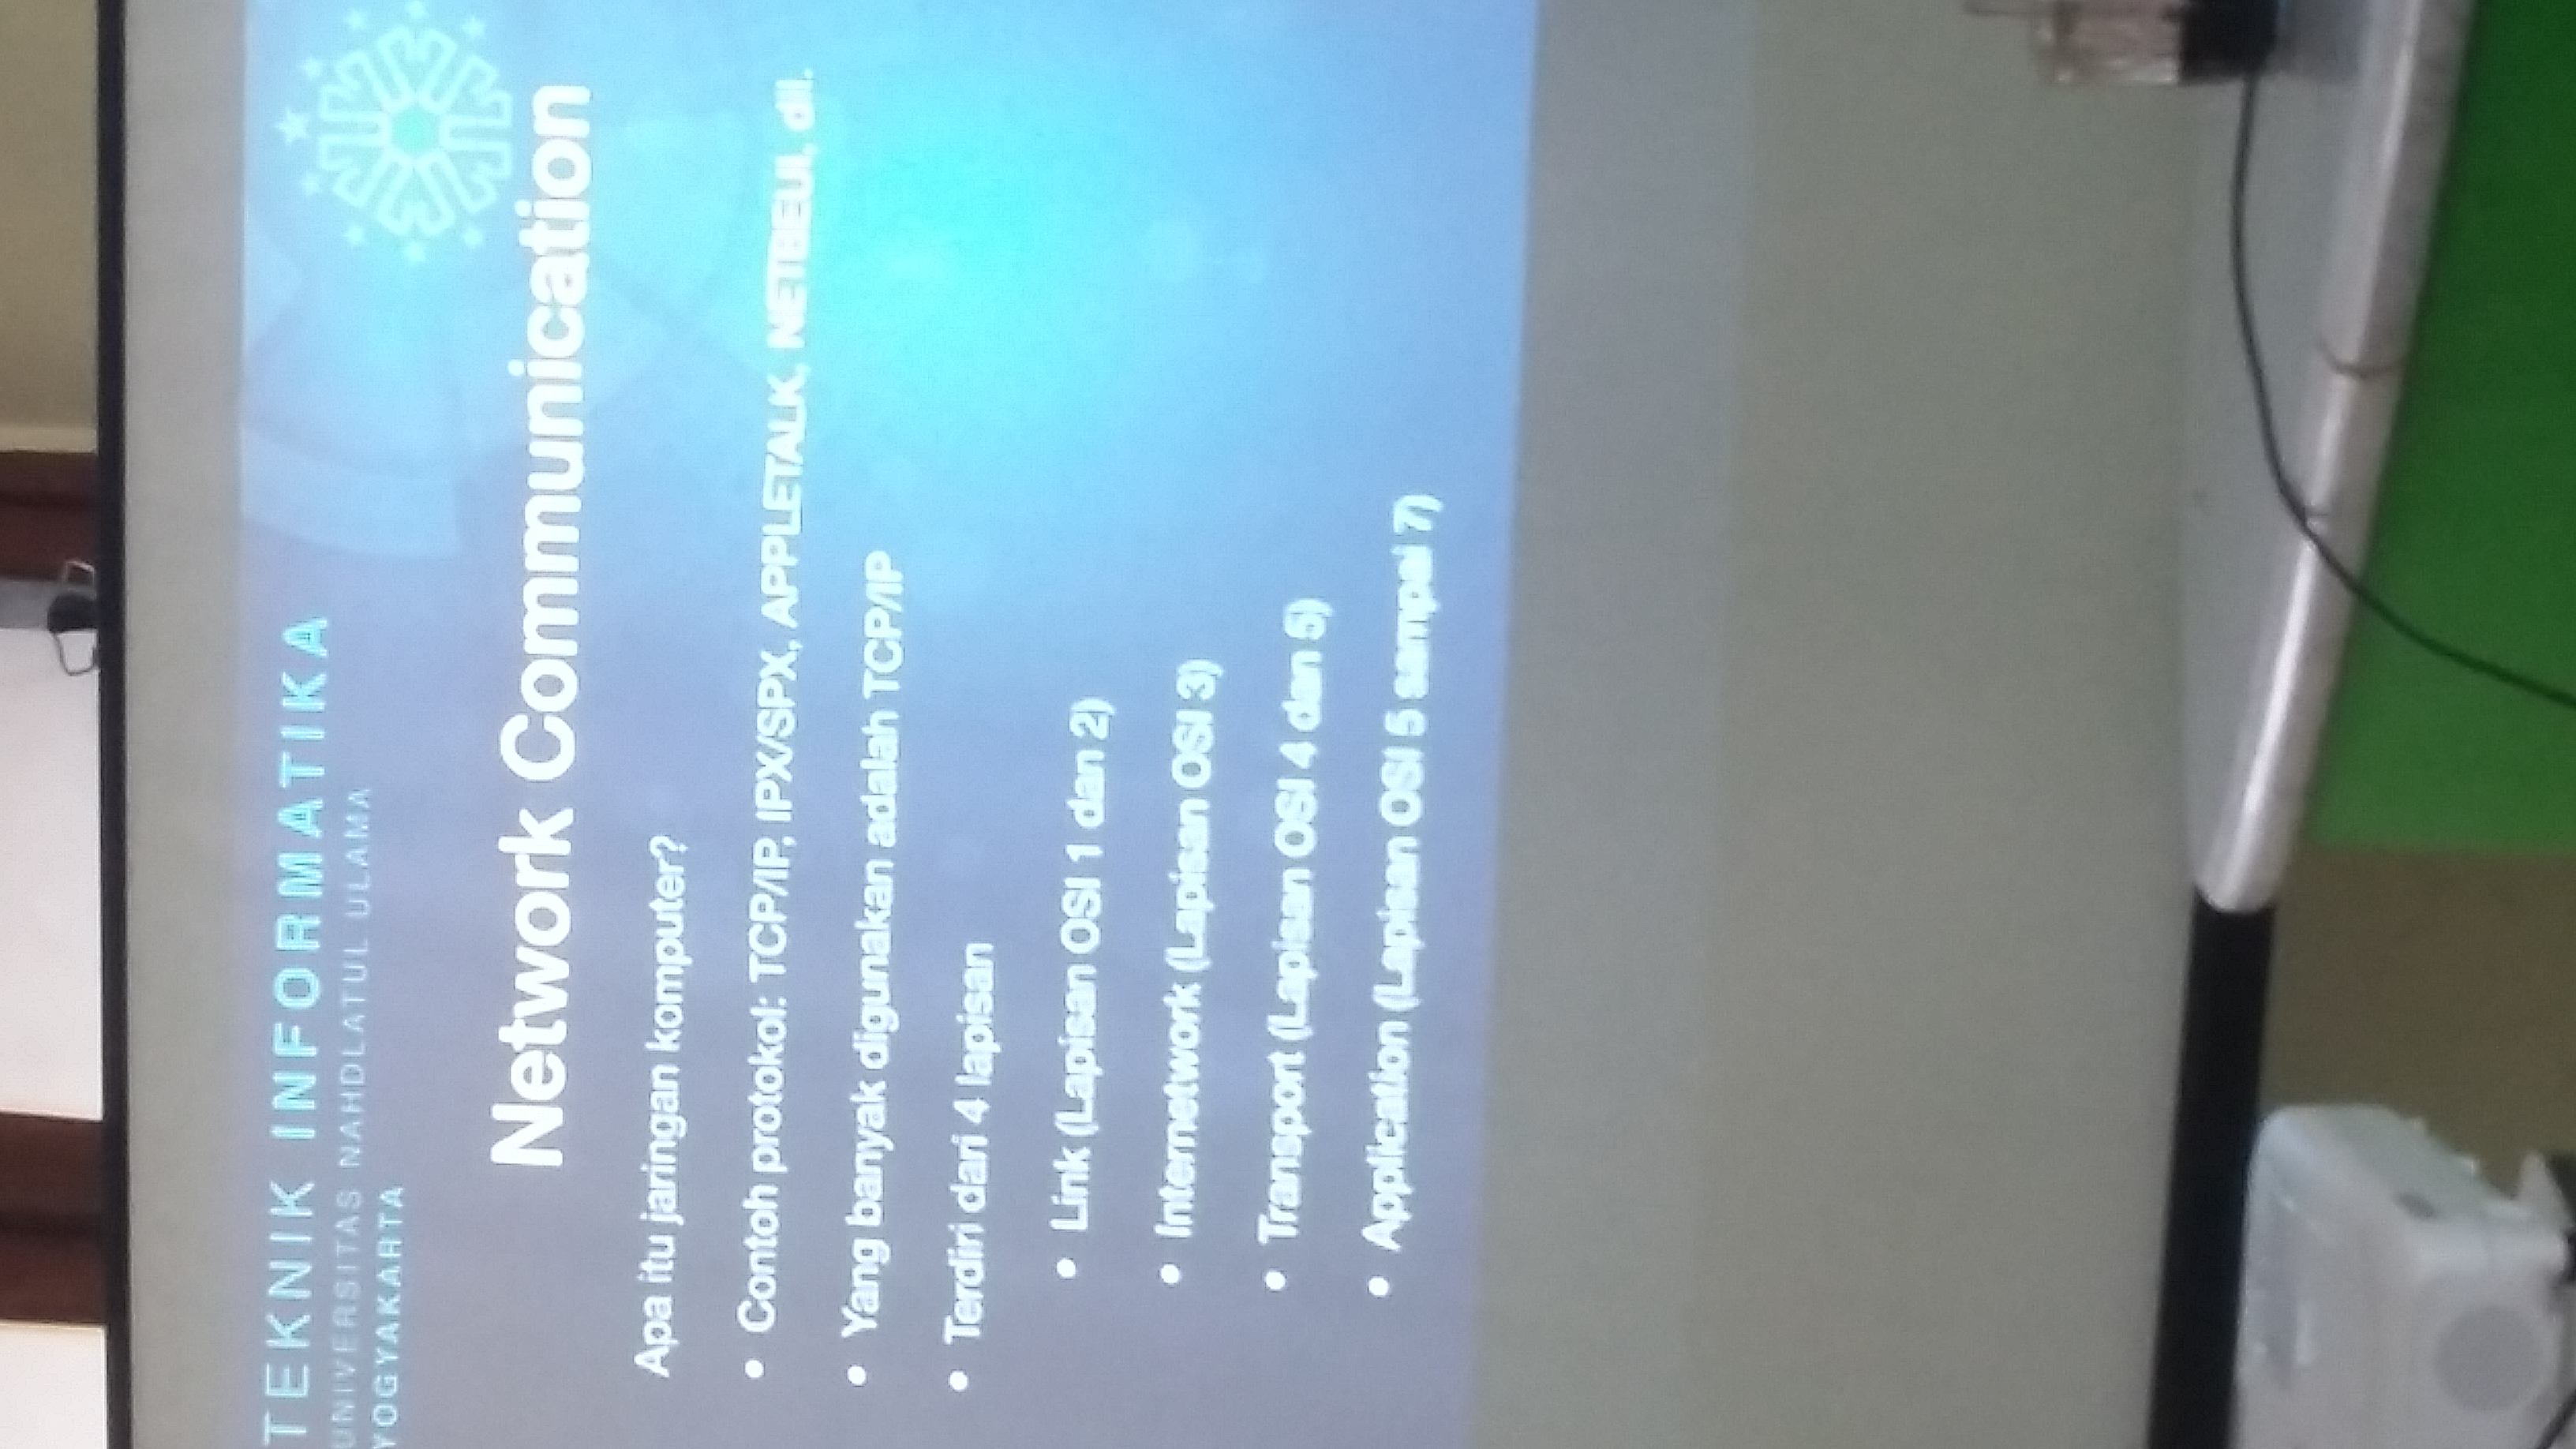 TEKNIK INFORMATIKA
UNIVERSITAS NAHDLATUL ULAMA
YOGYAKARTA
Network Communication
Apa itu jaringan komputer?
• Contoh protokol: TCP/IP, IPX/SPX, APPLETALK, NETBEUI, dll.
• Yang banyak digunakan adalah TCP/IP
• Terdiri dari 4 lapisan
• Link (Lapisan OSI 1 dan 2)
• Internetwork (Lapisan OSI 3)
• Transport (Lapisan OSI 4 dan 5)
• Application (Lapisan OSI 5 sampai 7)